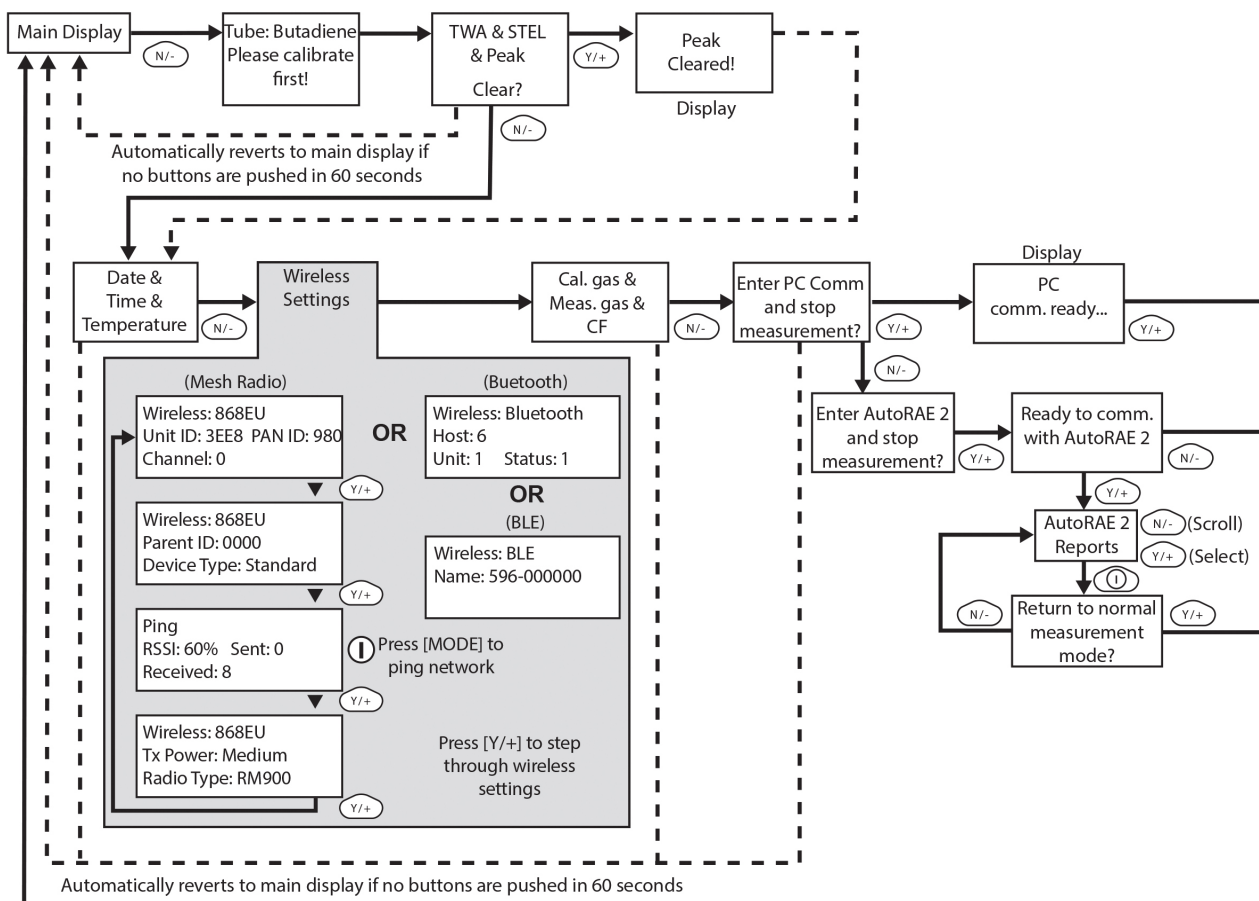 Main Display
N/-
Tube: Butadiene
Please calibrate
first!
TWA & STEL
& Peak
Clear?
Y/+
Peak
Cleared!
Display
N/-
Automatically reverts to main display if
no buttons are pushed in 60 seconds
Date &
Time &
Temperature
N/-
Wireless
Settings
Cal. gas &
Meas. gas &
CF
N/-
Enter PC Comm
and stop
measurement?
Y/+
Display
PC
comm. ready...
Y/+
N/-
(Mesh Radio)
Wireless: 868EU
Unit ID: 3EE8 PAN ID: 980
Channel: 0
Y/+
Wireless: 868EU
Parent ID: 0000
Device Type: Standard
Y/+
Ping
RSSI: 60% Sent: 0
Received: 8
Press [MODE] to
ping network
Y/+
Wireless: 868EU
Tx Power: Medium
Radio Type: RM900
Y/+
OR
(Buetooth)
Wireless: Bluetooth
Host: 6
Unit: 1 Status: 1
OR
(BLE)
Wireless: BLE
Name: 596-000000
Press [Y/+] to step
through wireless
settings
Enter AutoRAE 2
and stop
measurement?
Y/+
Ready to comm.
with AutoRAE 2
N/-
Y/+
AutoRAE 2
Reports
N/- (Scroll)
Y/+ (Select)
Return to normal
measurement
mode?
N/-
Y/+
Automatically reverts to main display if no buttons are pushed in 60 seconds